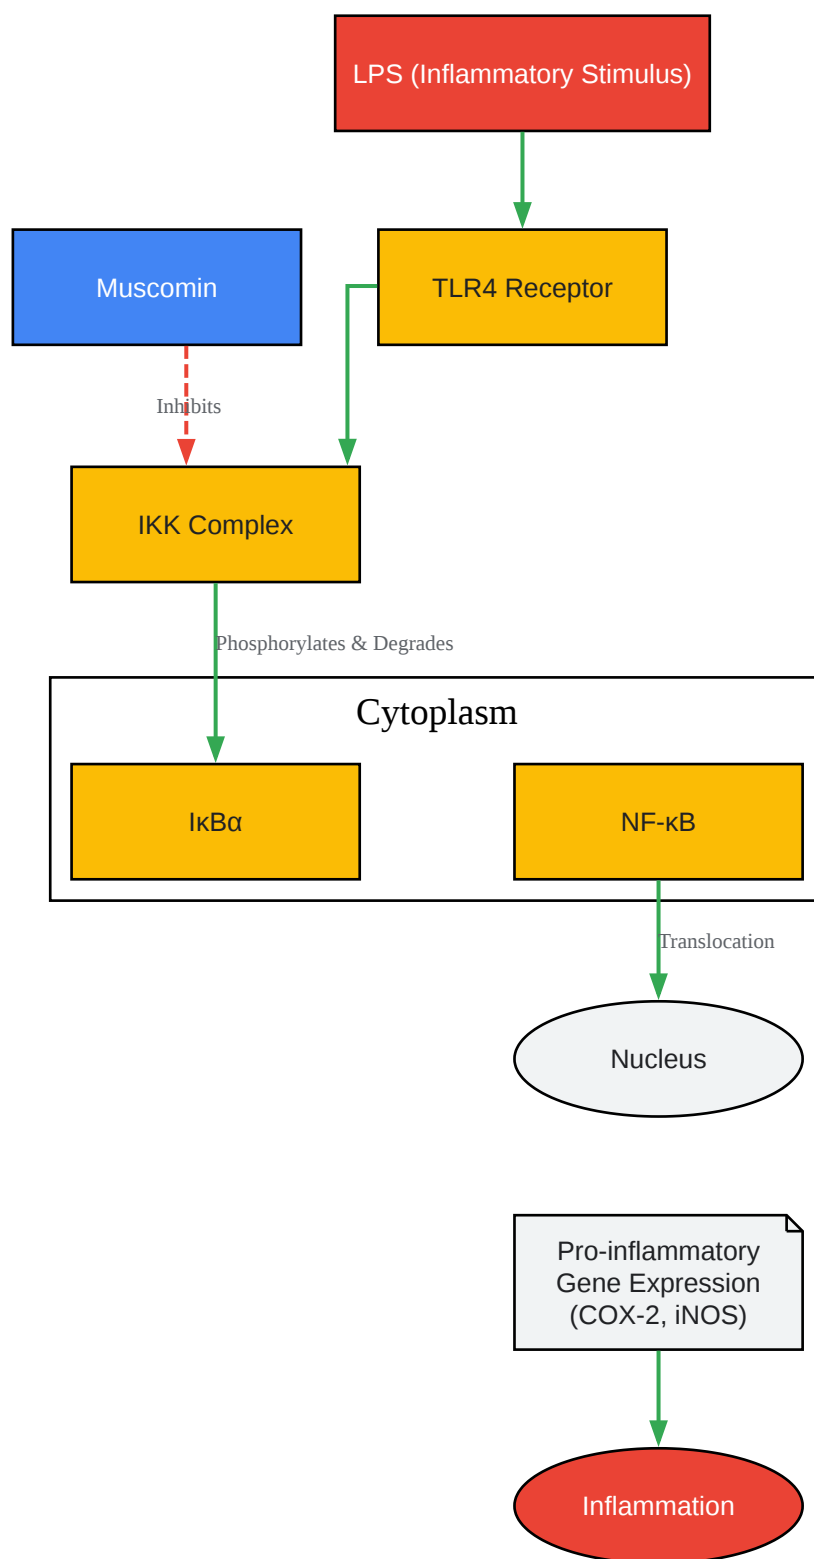 LPS (Inflammatory Stimulus)
Muscomin
TLR4 Receptor
Inhibits
IKK Complex
Phosphorylates & Degrades
Cytoplasm
IκBα
NF-κB
Translocation
Nucleus
Pro-inflammatory
Gene Expression
(COX-2, iNOS)
Inflammation